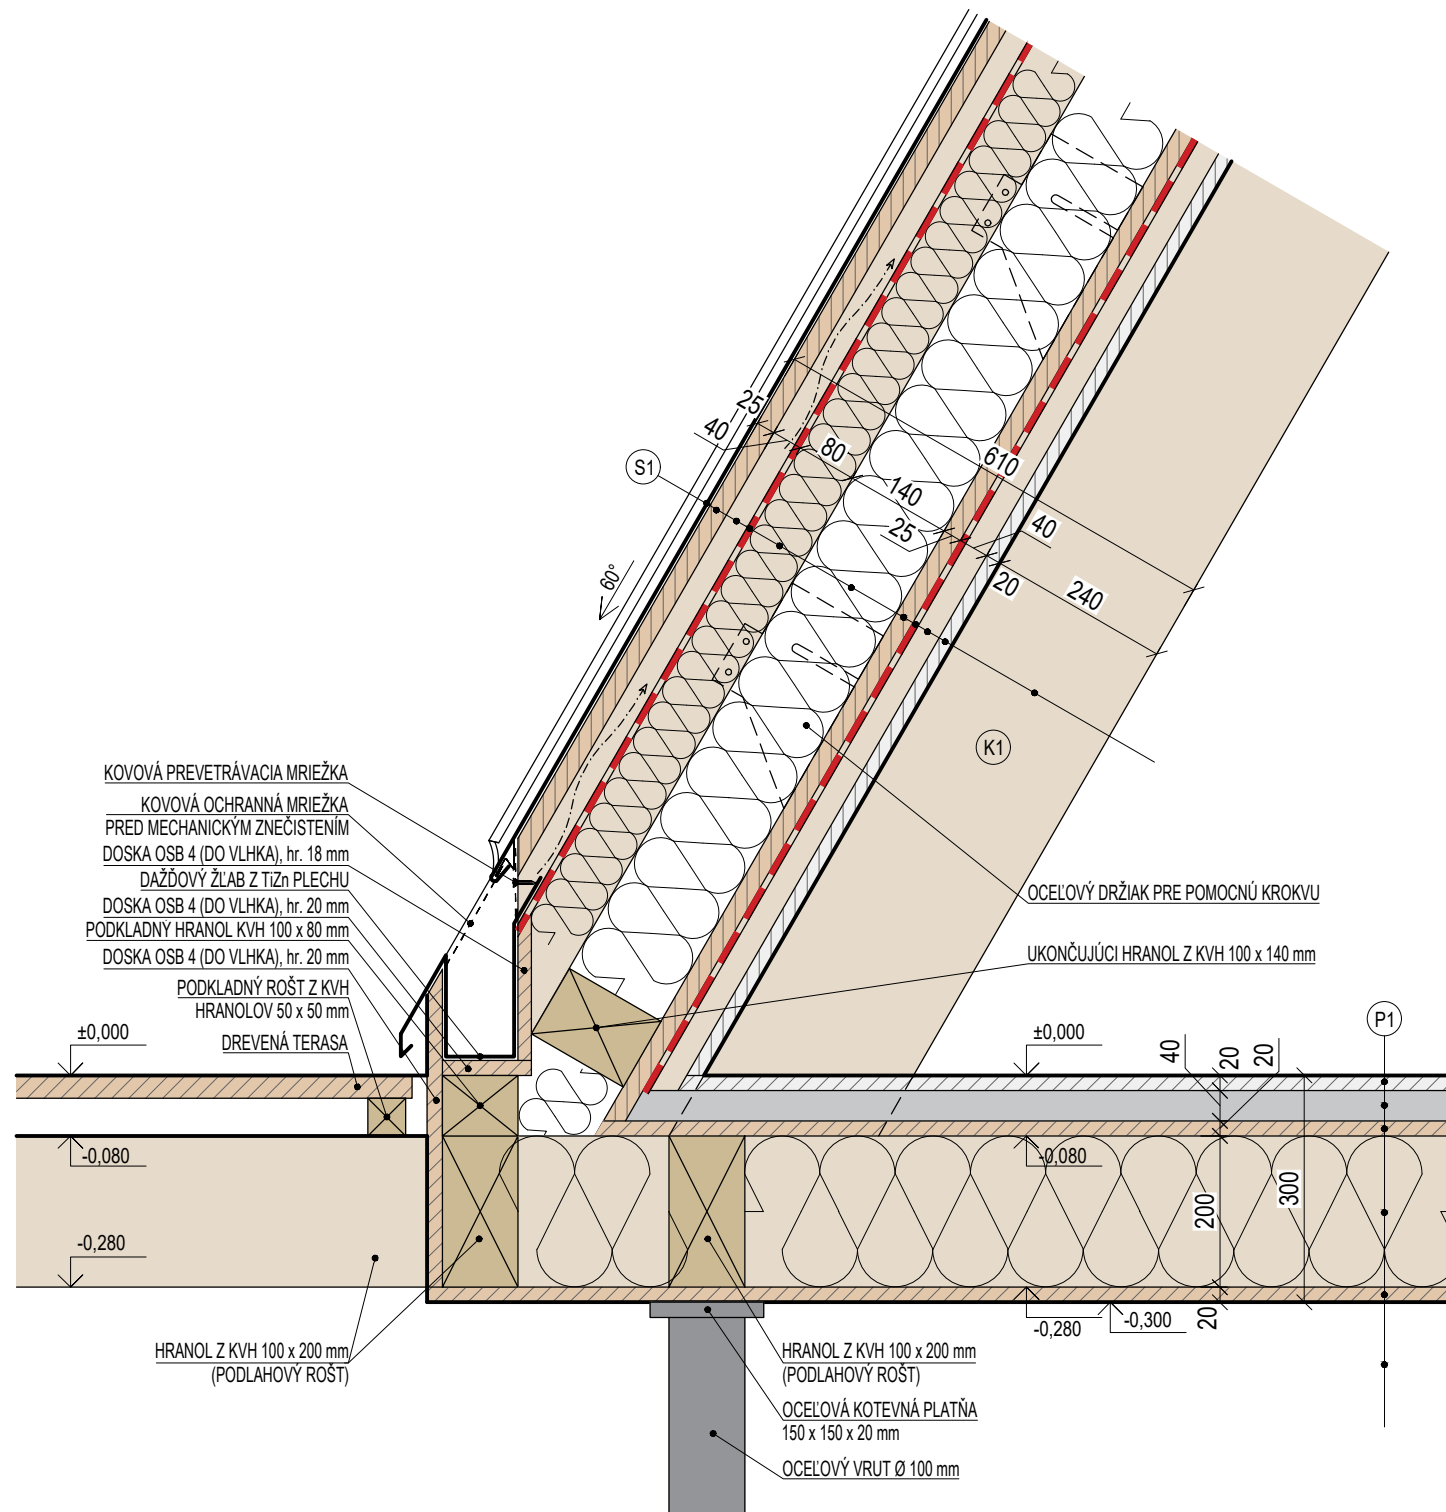 25
40
80
610
S1
140
25
40
20
240
60°
K1
KOVOVÁ PREVETRÁVACIA MRIEŽKA
KOVOVÁ OCHRANNÁ MRIEŽKA
PRED MECHANICKÝM ZNEČISTENÍM
DOSKA OSB 4 (DO VLHKA), hr. 18 mm
DAŽĎOVÝ ŽĽAB Z TiZn PLECHU
DOSKA OSB 4 (DO VLHKA), hr. 20 mm
PODKLADNÝ HRANOL KVH 100 x 80 mm
DOSKA OSB 4 (DO VLHKA), hr. 20 mm
PODKLADNÝ ROŠT Z KVH
HRANOLOV 50 x 50 mm
DREVENÁ TERASA
OCEĽOVÝ DRŽIAK PRE POMOCNÚ KROKVU
UKONČUJÚCI HRANOL Z KVH 100 x 140 mm
±0,000
±0,000
P1
40
20
20
-0,080
-0,080
200
300
-0,280
-0,280
-0,300
20
HRANOL Z KVH 100 x 200 mm
(PODLAHOVÝ ROŠT)
HRANOL Z KVH 100 x 200 mm
(PODLAHOVÝ ROŠT)
OCEĽOVÁ KOTEVNÁ PLATŇA
150 x 150 x 20 mm
OCEĽOVÝ VRUT Ø 100 mm